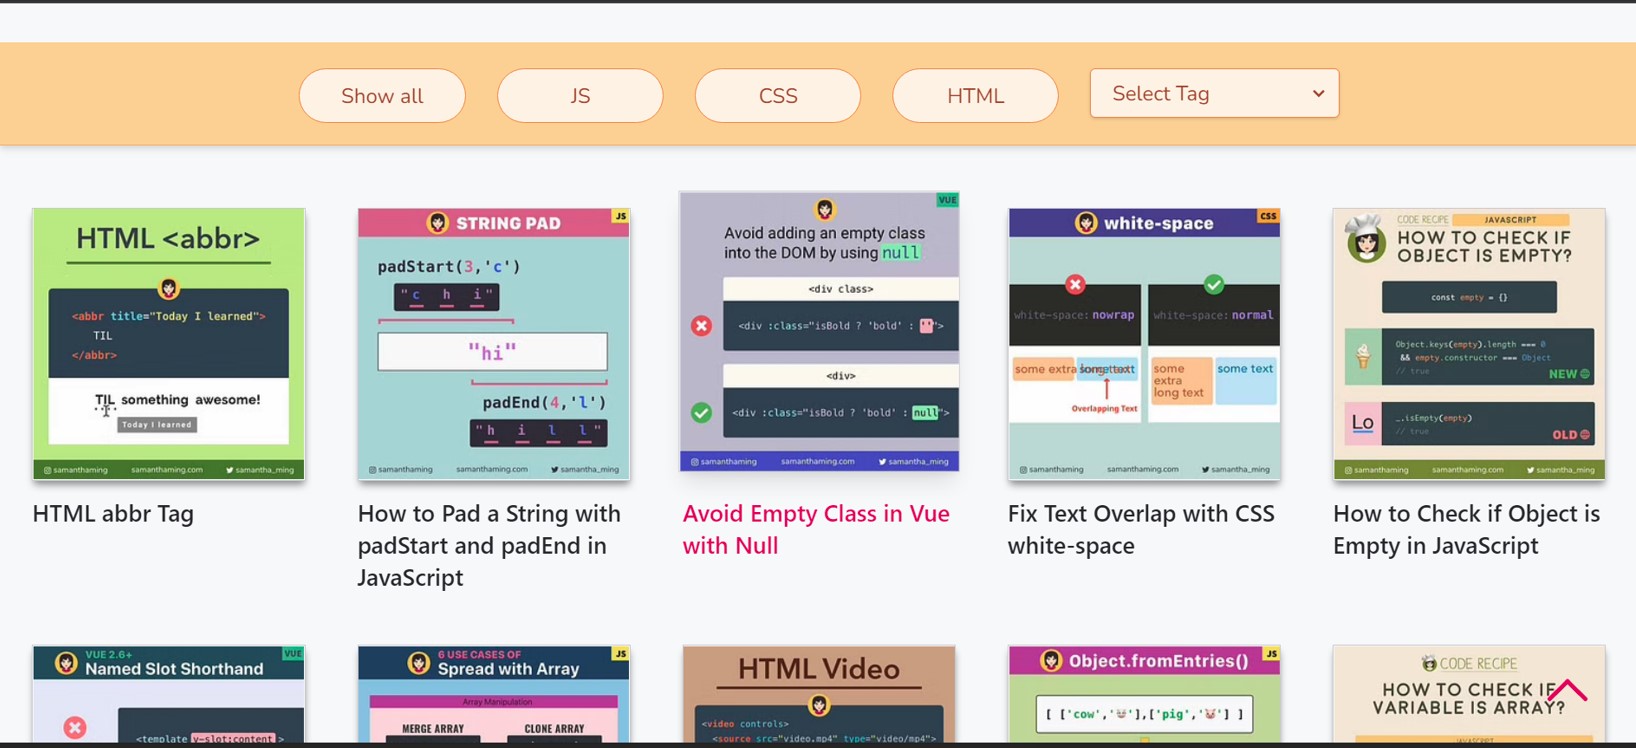 Show all
JS
CSS
HTML
Select Tag
HTML <abbr>
<abbr title="Today I learned">
TIL
</abbr>
TIL something awesome!
Today I learned
samanthaming samanthaming.com samantha_ming
HTML abbr Tag
STRING PAD
JS
padStart(3,'c')
"c h i"
"hi"
padEnd(4,'l')
"h i l l"
samanthaming samanthaming.com samantha_ming
How to Pad a String with
padStart and padEnd in
JavaScript
VUE
Avoid adding an empty class
into the DOM by using null
<div class>
<div :class="isBold ? 'bold' : ''">
<div>
<div :class="isBold ? 'bold' : null">
samanthaming samanthaming.com samantha_ming
Avoid Empty Class in Vue
with Null
white-space
CSS
white-space: nowrap
white-space: normal
some extra long text
some text
Overlapping Text
some
extra
long text
some text
samanthaming samanthaming.com samantha_ming
Fix Text Overlap with CSS
white-space
CODE RECIPE JAVASCRIPT
HOW TO CHECK IF
OBJECT IS EMPTY?
const empty = {}
Object.keys(empty).length === 0
&& empty.constructor === Object
// true
NEW
Lo
_.isEmpty(empty)
// true
OLD
samanthaming samanthaming.com samantha_ming
How to Check if Object is
Empty in JavaScript
VUE 2.6+
VUE
Named Slot Shorthand
<template v-slot:content >
6 USE CASES OF
JS
Spread with Array
Array Manipulation
MERGE ARRAY CLONE ARRAY
HTML Video
<video controls>
<source src="video.mp4" type="video/mp4">
Object.fromEntries()
JS
[ ['cow','🐮'],['pig','🐷'] ]
CODE RECIPE
HOW TO CHECK IF
VARIABLE IS ARRAY?
JAVASCRIPT